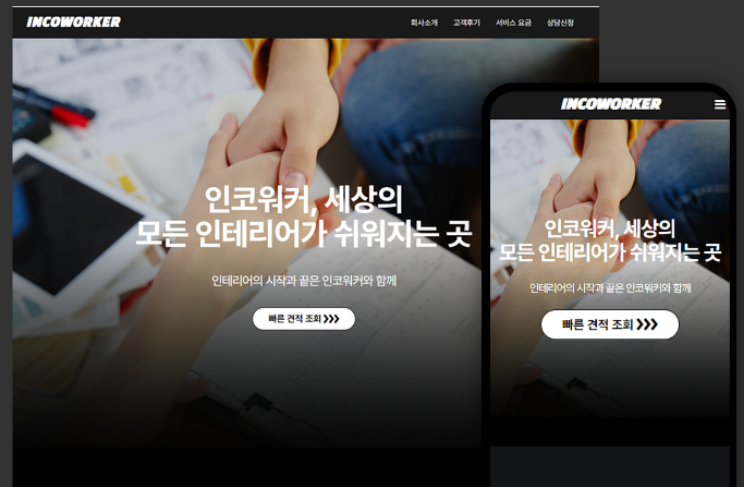 INCOWORKER
회사소개 고객후기 서비스 요금 상담신청
인코워커, 세상의
모든 인테리어가 쉬워지는 곳
인테리어의 시작과 끝은 인코워커와 함께
빠른 견적 조회 ❯❯❯
INCOWORKER
인코워커, 세상의
모든 인테리어가 쉬워지는 곳
인테리어의 시작과 끝은 인코워커와 함께
빠른 견적 조회 ❯❯❯